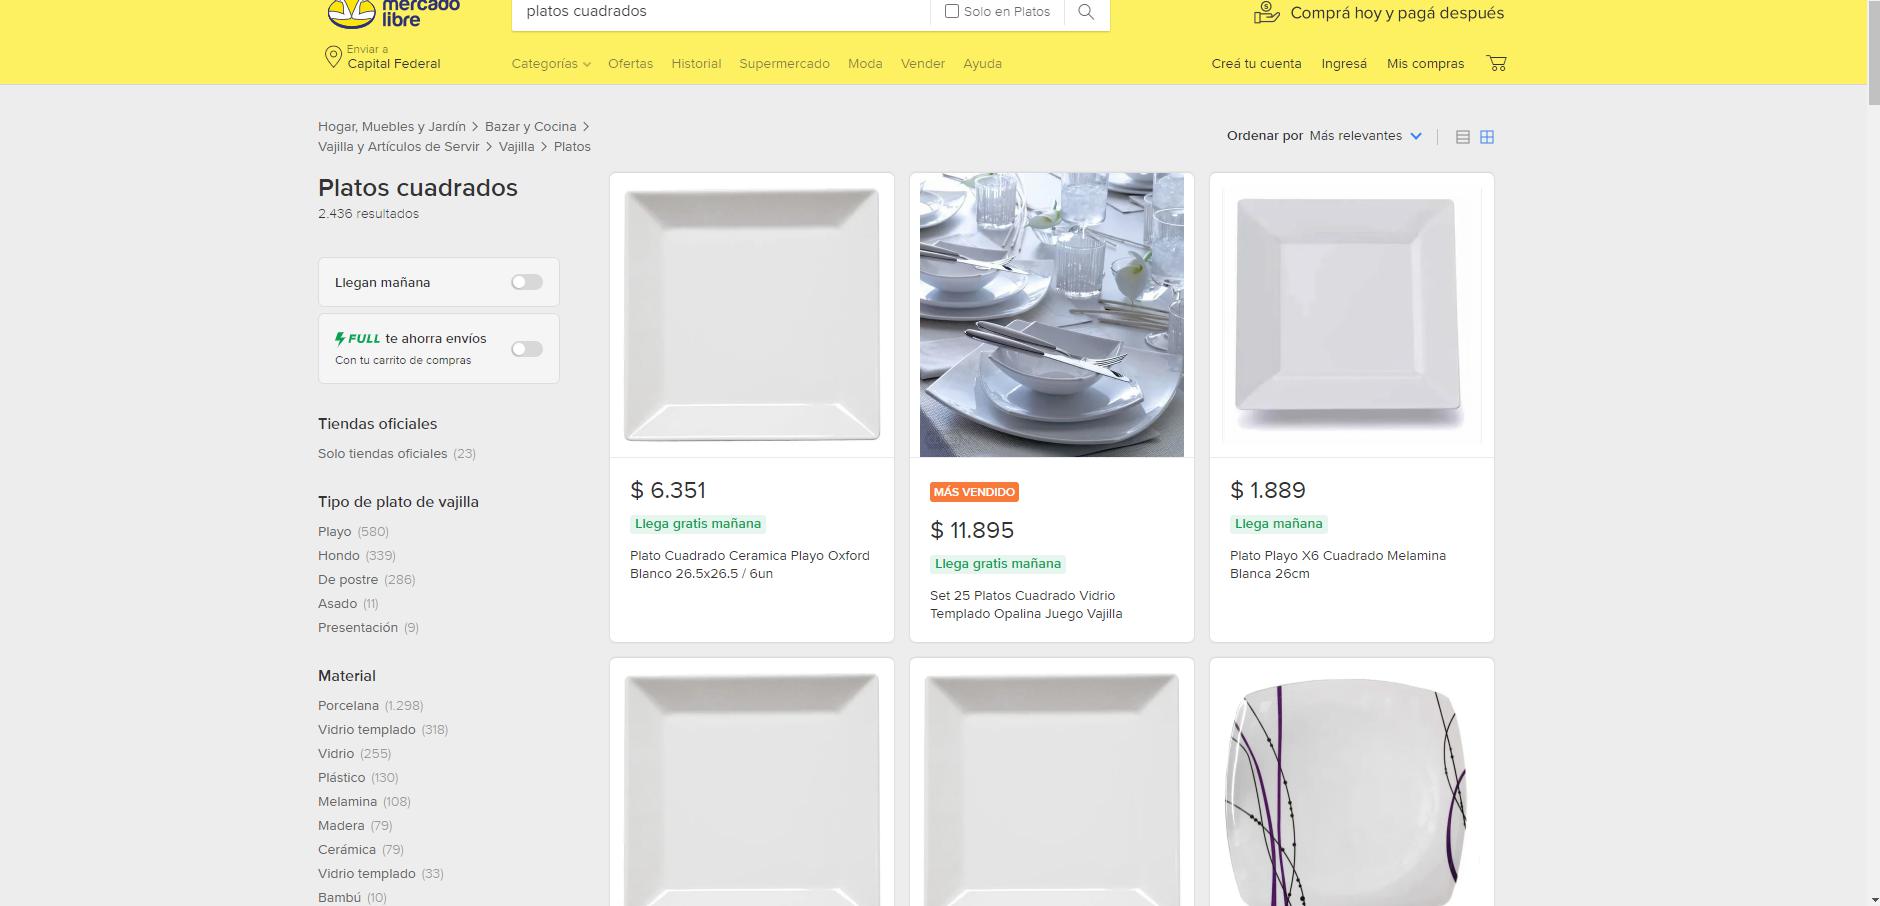 mercado
libre
platos cuadrados
Solo en Platos
Comprá hoy y pagá después
Enviar a
Capital Federal
Categorías
Ofertas
Historial
Supermercado
Moda
Vender
Ayuda
Creá tu cuenta
Ingresá
Mis compras
Hogar, Muebles y Jardín > Bazar y Cocina >
Vajilla y Artículos de Servir > Vajilla > Platos
Ordenar por Más relevantes
Platos cuadrados
2.436 resultados
Llegan mañana
FULL te ahorra envíos
Con tu carrito de compras
Tiendas oficiales
Solo tiendas oficiales (23)
Tipo de plato de vajilla
Playo (580)
Hondo (339)
De postre (286)
Asado (11)
Presentación (9)
Material
Porcelana (1.298)
Vidrio templado (318)
Vidrio (255)
Plástico (130)
Melamina (108)
Madera (79)
Cerámica (79)
Vidrio templado (33)
Bambú (10)
$ 6.351
Llega gratis mañana
Plato Cuadrado Ceramica Playo Oxford
Blanco 26.5x26.5 / 6un
MÁS VENDIDO
$ 11.895
Llega gratis mañana
Set 25 Platos Cuadrado Vidrio
Templado Opalina Juego Vajilla
$ 1.889
Llega mañana
Plato Playo X6 Cuadrado Melamina
Blanca 26cm